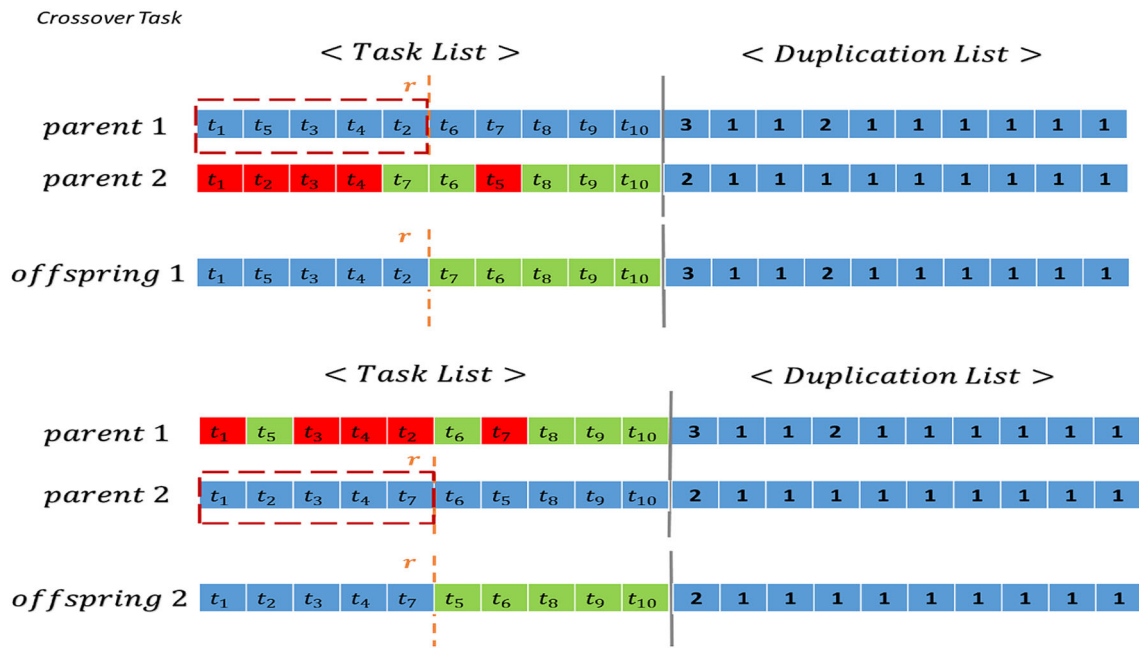 Crossover Task
< Task List > < Duplication List >
r
parent 1 t1 t5 t3 t4 t2 t6 t7 t8 t9 t10 3 1 1 2 1 1 1 1 1 1
parent 2 t1 t2 t3 t4 t7 t6 t5 t8 t9 t10 2 1 1 1 1 1 1 1 1 1
r
offspring 1 t1 t5 t3 t4 t2 t7 t6 t8 t9 t10 3 1 1 2 1 1 1 1 1 1
< Task List > < Duplication List >
parent 1 t1 t5 t3 t4 t2 t6 t7 t8 t9 t10 3 1 1 2 1 1 1 1 1 1
r
parent 2 t1 t2 t3 t4 t7 t6 t5 t8 t9 t10 2 1 1 1 1 1 1 1 1 1
r
offspring 2 t1 t2 t3 t4 t7 t5 t6 t8 t9 t10 2 1 1 1 1 1 1 1 1 1